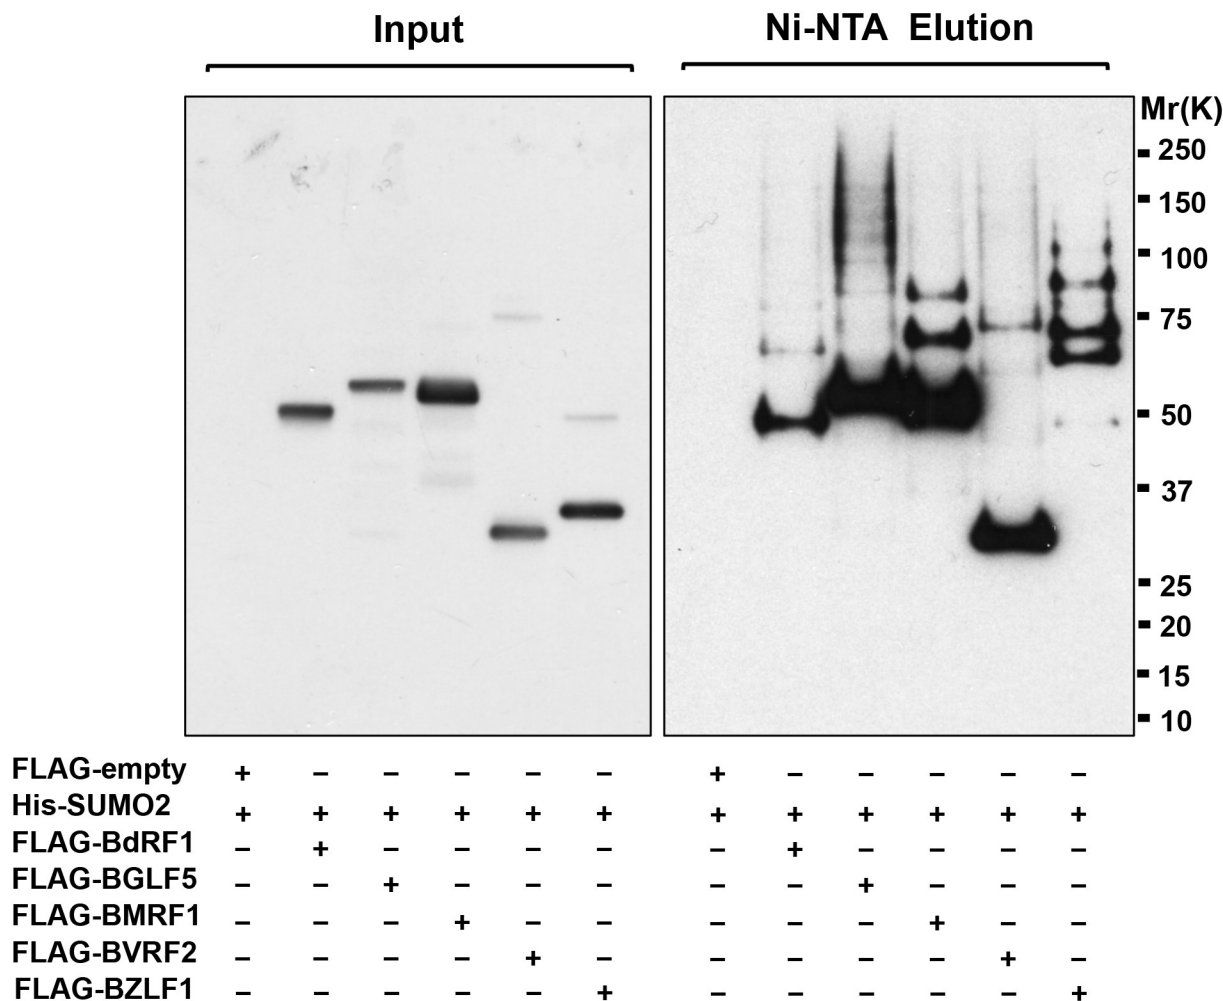 Input Ni-NTA Elution
Mr(K)
250
150
100
75
50
37
25
20
15
10
FLAG-empty + – – – – – + – – – – –
His-SUMO2 + + + + + + + + + + + +
FLAG-BdRF1 – + – – – – – + – – – –
FLAG-BGLF5 – – + – – – – – + – – –
FLAG-BMRF1 – – – + – – – – – + – –
FLAG-BVRF2 – – – – + – – – – – + –
FLAG-BZLF1 – – – – – + – – – – – +